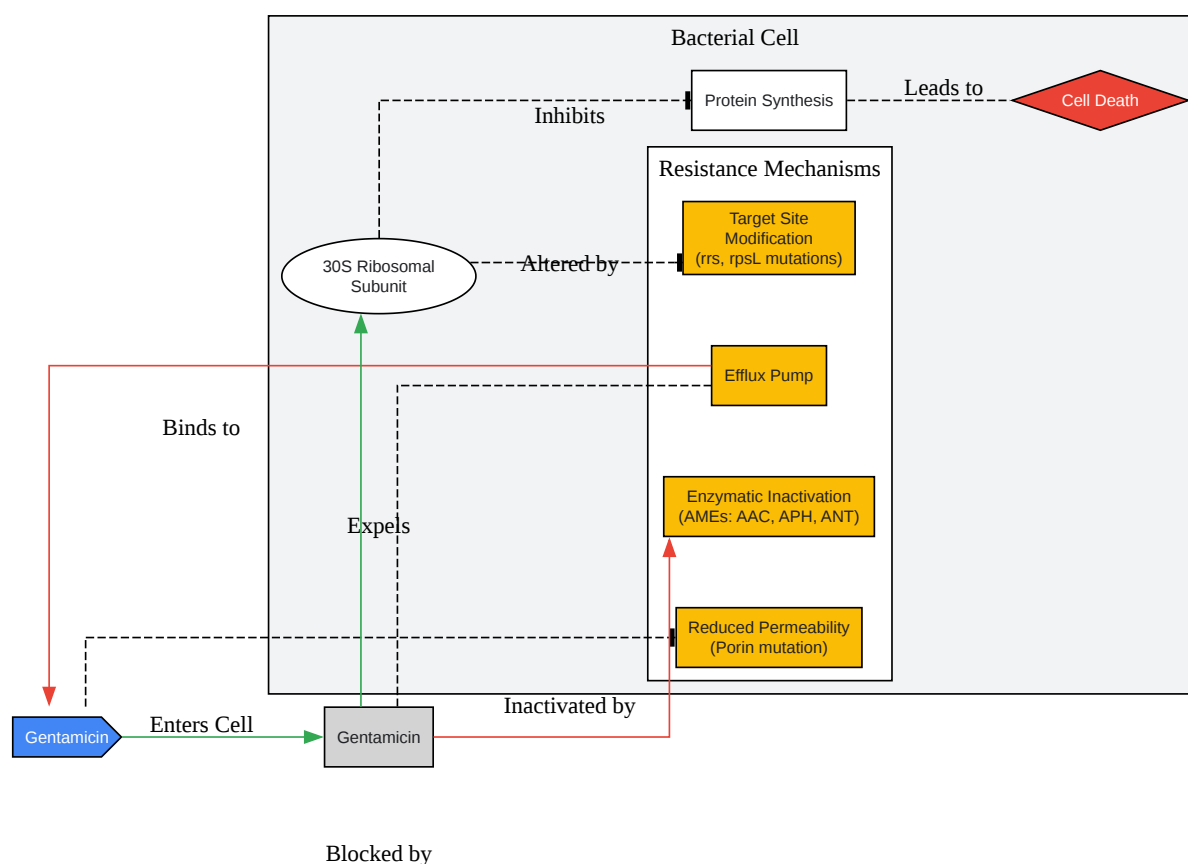 Bacterial Cell
Protein Synthesis
Leads to
Cell Death
Inhibits
Resistance Mechanisms
Target Site
Modification
(rrs, rpsL mutations)
30S Ribosomal
Subunit
Altered by
Efflux Pump
Binds to
Enzymatic Inactivation
(AMEs: AAC, APH, ANT)
Expels
Reduced Permeability
(Porin mutation)
Inactivated by
Gentamicin
Enters Cell
Gentamicin
Blocked by